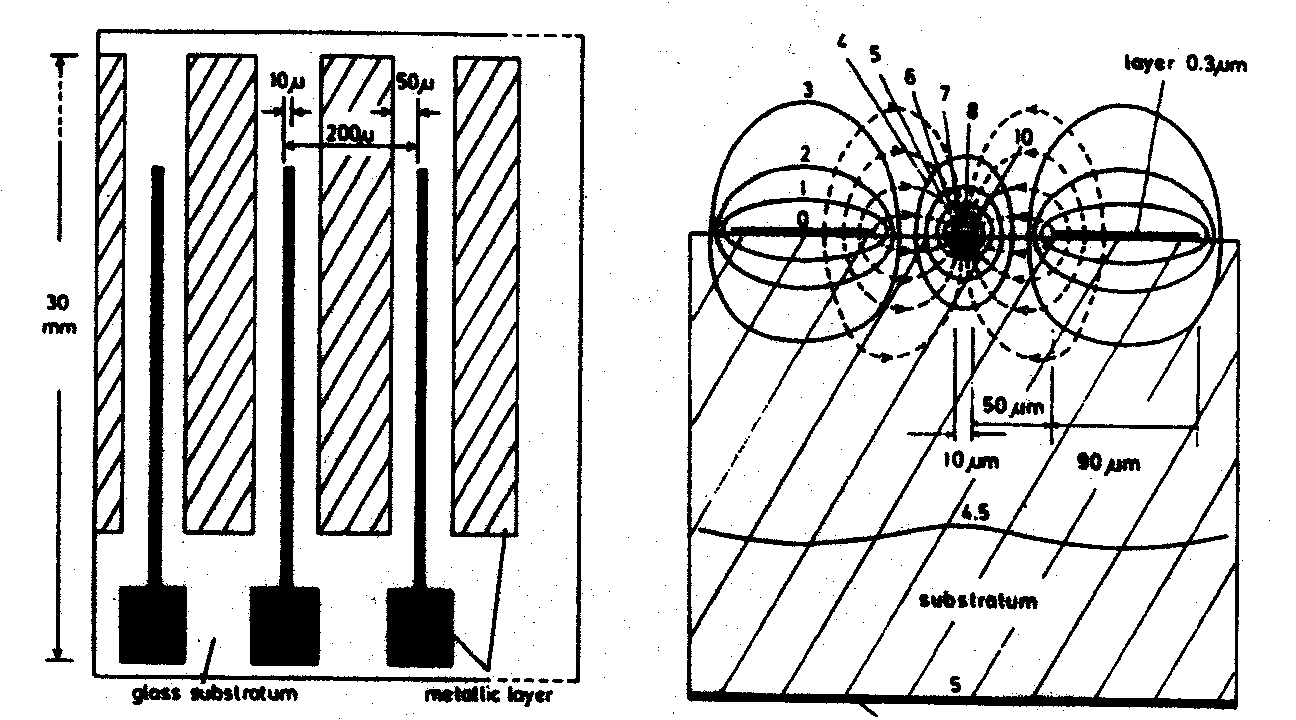 10µ
50µ
200µ
30
mm
glass substratum
metallic layer
4
5
6
7
8
10
3
2
1
0
layer 0.3µm
50 µm
10 µm
90 µm
4.5
substratum
5